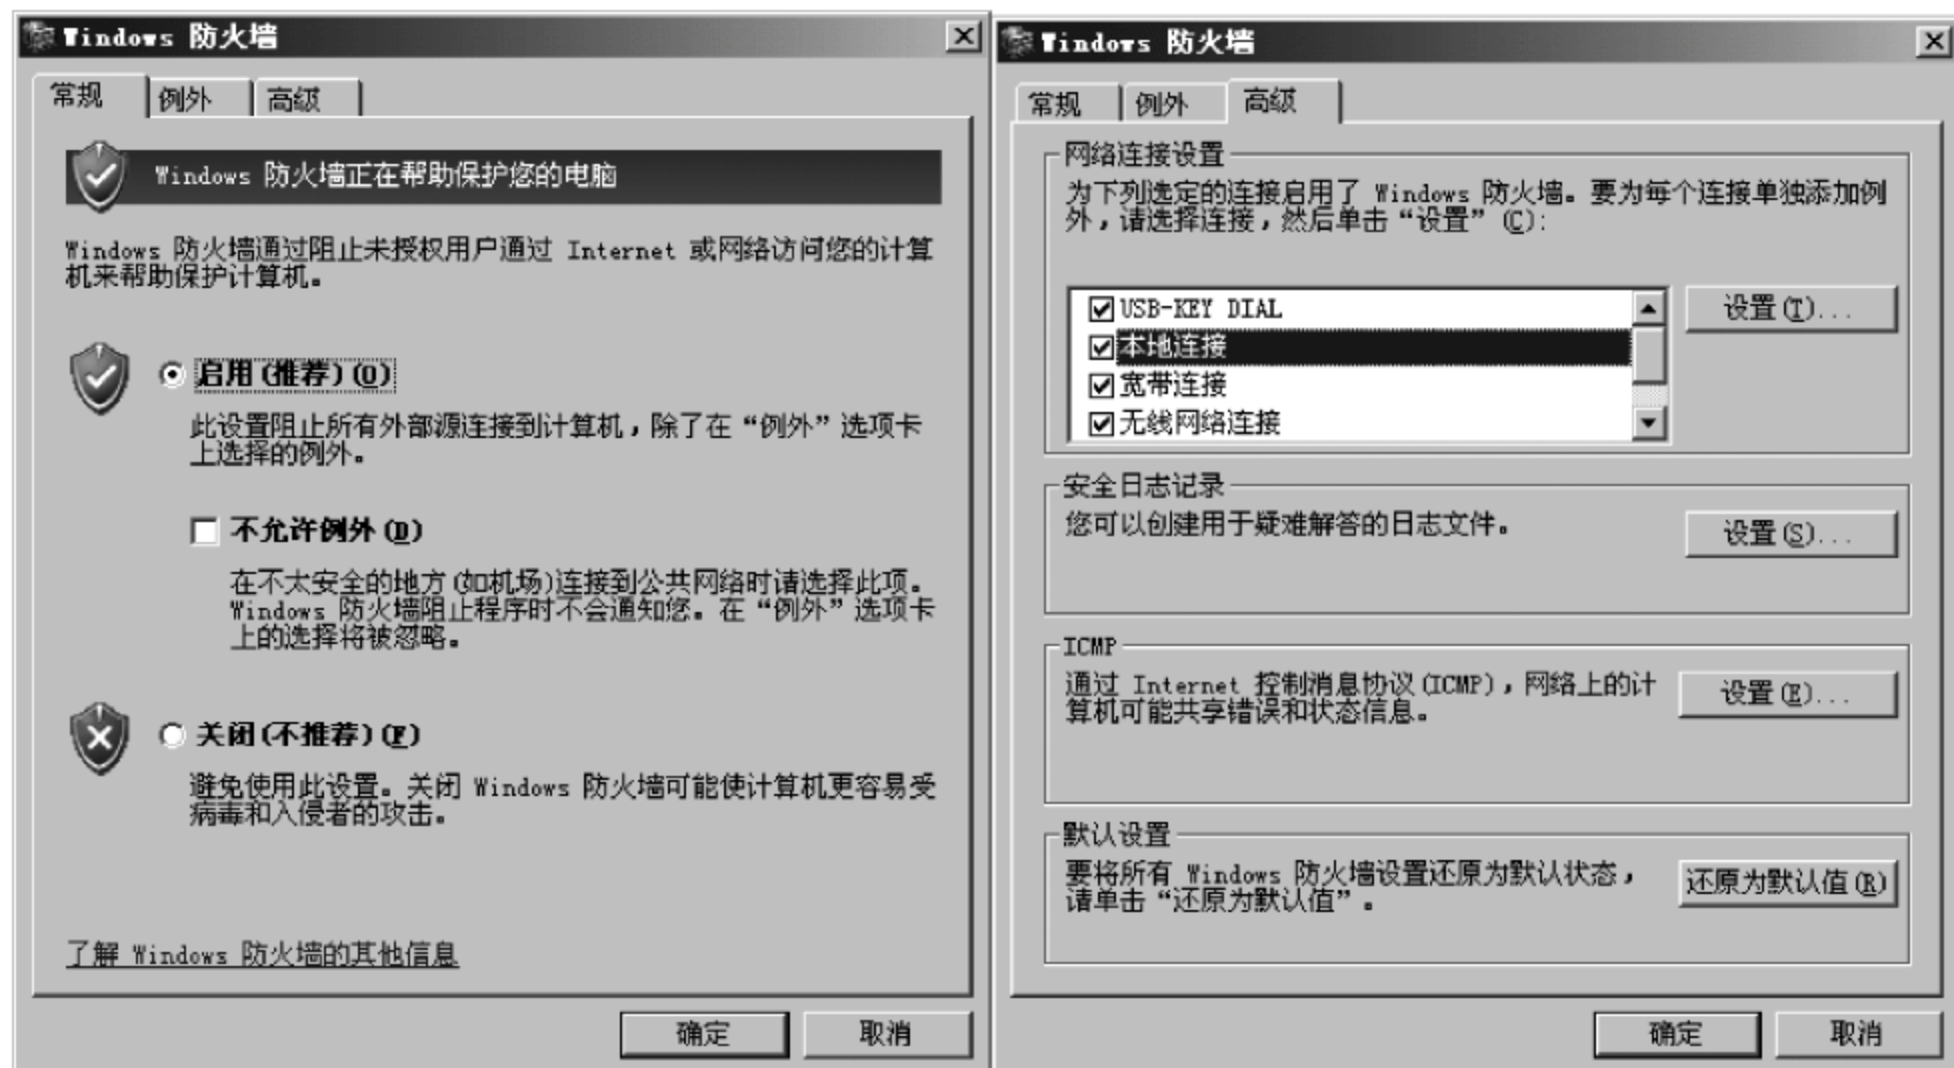 Windows 防火墙
常规
例外
高级
Windows 防火墙正在帮助保护您的电脑
Windows 防火墙通过阻止未授权用户通过 Internet 或网络访问您的计算
机来帮助保护计算机。
启用(推荐)(O)
此设置阻止所有外部源连接到计算机，除了在“例外”选项卡
上选择的例外。
不允许例外(D)
在不太安全的地方(如机场)连接到公共网络时请选择此项。
Windows 防火墙阻止程序时不会通知您。在“例外”选项卡
上的选择将被忽略。
关闭(不推荐)(F)
避免使用此设置。关闭 Windows 防火墙可能使计算机更容易受
病毒和入侵者的攻击。
了解 Windows 防火墙的其他信息
确定
取消
Windows 防火墙
常规
例外
高级
网络连接设置
为下列选定的连接启用了 Windows 防火墙。要为每个连接单独添加例
外，请选择连接，然后单击“设置”(C)：
USB-KEY DIAL
本地连接
宽带连接
无线网络连接
设置(T)...
安全日志记录
您可以创建用于疑难解答的日志文件。
设置(S)...
ICMP
通过 Internet 控制消息协议(ICMP)，网络上的计
算机可能共享错误和状态信息。
设置(E)...
默认设置
要将所有 Windows 防火墙设置还原为默认状态，
请单击“还原为默认值”。
还原为默认值(R)
确定
取消